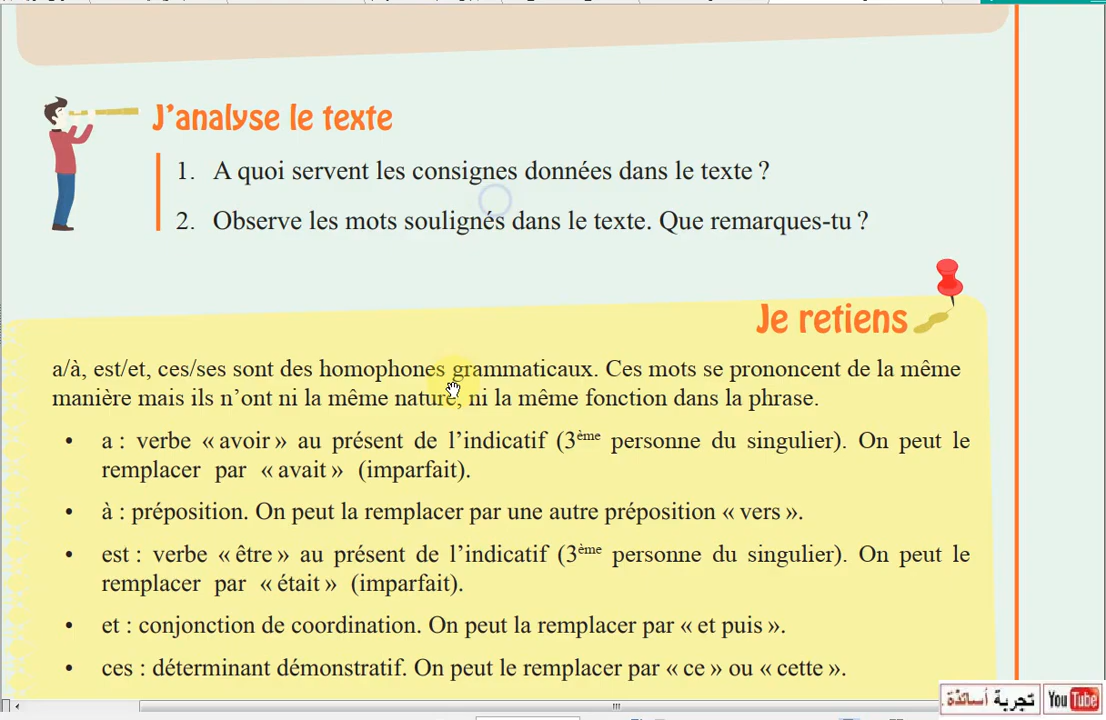 J'analyse le texte
1. A quoi servent les consignes données dans le texte ?
2. Observe les mots soulignés dans le texte. Que remarques-tu ?
Je retiens
a/à, est/et, ces/ses sont des homophones grammaticaux. Ces mots se prononcent de la même
manière mais ils n'ont ni la même nature, ni la même fonction dans la phrase.
• a : verbe « avoir » au présent de l'indicatif (3ème personne du singulier). On peut le
remplacer par « avait » (imparfait).
• à : préposition. On peut la remplacer par une autre préposition « vers ».
• est : verbe « être » au présent de l'indicatif (3ème personne du singulier). On peut le
remplacer par « était » (imparfait).
• et : conjonction de coordination. On peut la remplacer par « et puis ».
• ces : déterminant démonstratif. On peut le remplacer par « ce » ou « cette ».
تجربة أساتذة. YouTube